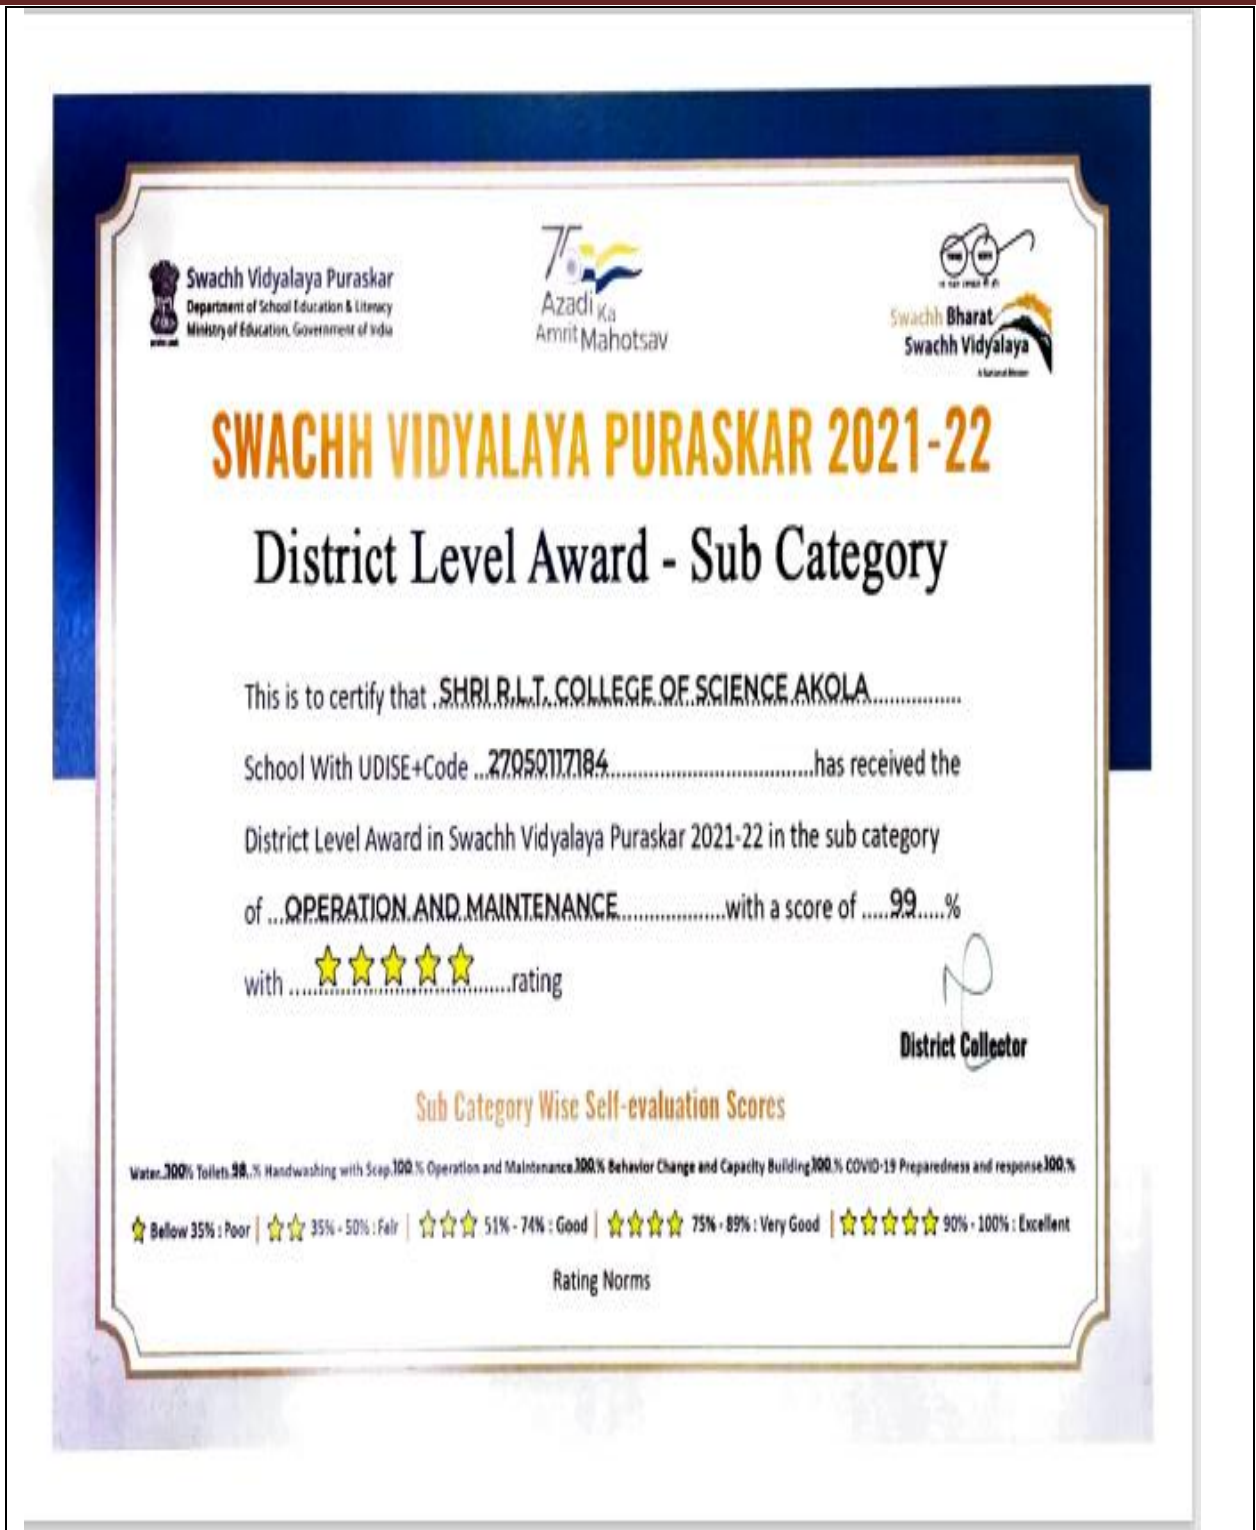 Swachh Vidyalaya Puraskar
Department of School Education & Literacy
Ministry of Education, Government of India
75
Azadi Ka
Amrit Mahotsav
Swachh Bharat
Swachh Vidyalaya
A National Mission
SWACHH VIDYALAYA PURASKAR 2021-22
District Level Award - Sub Category
This is to certify that .SHRI R.L.T. COLLEGE OF SCIENCE AKOLA................
School With UDISE+Code ...27050117184......................................has received the
District Level Award in Swachh Vidyalaya Puraskar 2021-22 in the sub category
of ...OPERATION AND MAINTENANCE...................with a score of .....99.....%
with .......................................rating
District Collector
Sub Category Wise Self-evaluation Scores
Water..100% Toilets.98..% Handwashing with Soap.100.% Operation and Maintenance.100.% Behavior Change and Capacity Building100.% COVID-19 Preparedness and response100.%
Bellow 35% : Poor | 35% - 50% : Fair | 51% - 74% : Good | 75% - 89% : Very Good | 90% - 100% : Excellent
Rating Norms